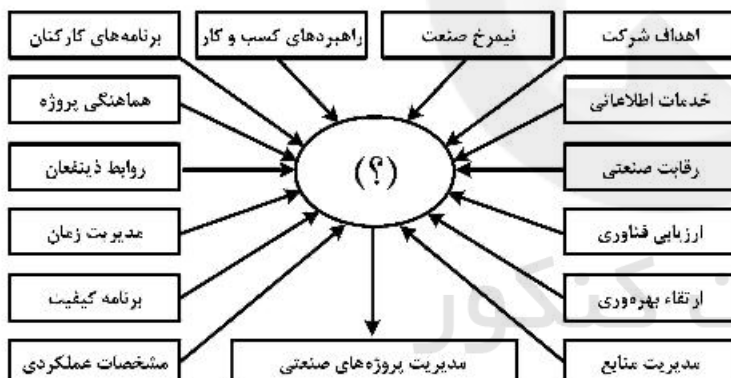 اهداف شرکت
نیمرخ صنعت
راهبردهای کسب و کار
برنامه‌های کارکنان
خدمات اطلاعاتی
هماهنگی پروژه
رقابت صنعتی
(؟)
روابط ذینفعان
ارزیابی فناوری
مدیریت زمان
ارتقاء بهره‌وری
برنامه کیفیت
مدیریت منابع
مدیریت پروژه‌های صنعتی
مشخصات عملکردی
ت کنکور